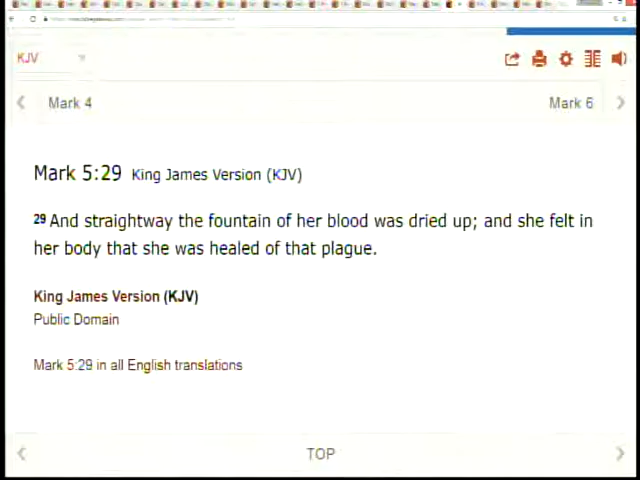 KJV
Mark 4
Mark 6
Mark 5:29 King James Version (KJV)
29 And straightway the fountain of her blood was dried up; and she felt in
her body that she was healed of that plague.
King James Version (KJV)
Public Domain
Mark 5:29 in all English translations
TOP